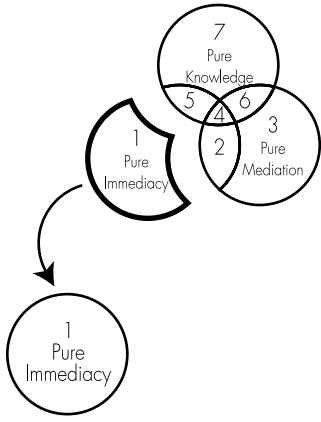 7
Pure
Knowledge
5
6
4
1
Pure
Immediacy
2
3
Pure
Mediation
1
Pure
Immediacy